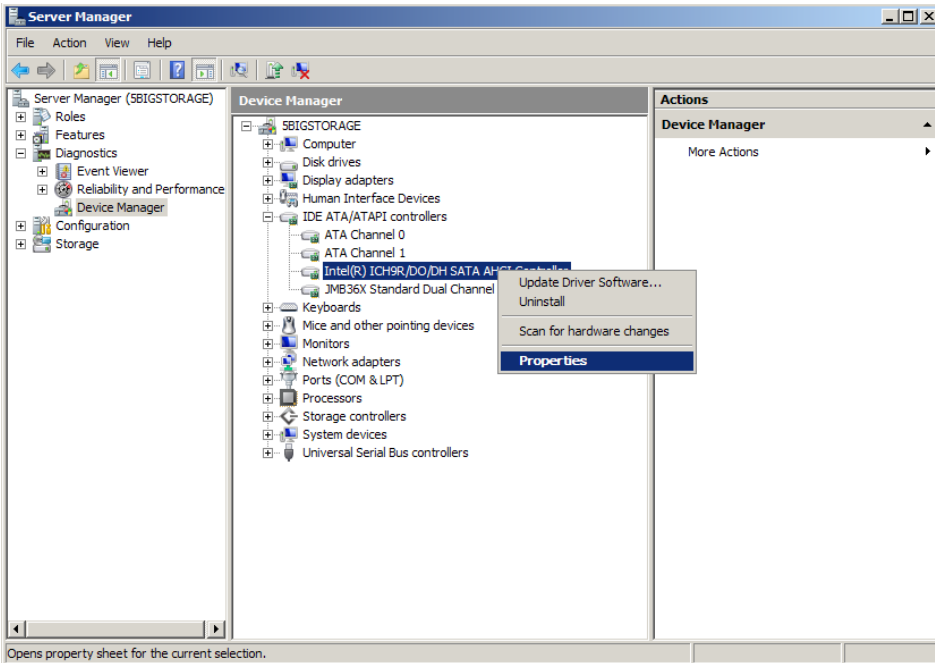 Server Manager
File Action View Help
Server Manager (5BIGSTORAGE)
Roles
Features
Diagnostics
Event Viewer
Reliability and Performance
Device Manager
Configuration
Storage
Device Manager
5BIGSTORAGE
Computer
Disk drives
Display adapters
Human Interface Devices
IDE ATA/ATAPI controllers
ATA Channel 0
ATA Channel 1
Intel(R) ICH9R/DO/DH SATA AHCI Controller
JMB36X Standard Dual Channel
Keyboards
Mice and other pointing devices
Monitors
Network adapters
Ports (COM & LPT)
Processors
Storage controllers
System devices
Universal Serial Bus controllers
Update Driver Software...
Uninstall
Scan for hardware changes
Properties
Actions
Device Manager
More Actions
Opens property sheet for the current selection.